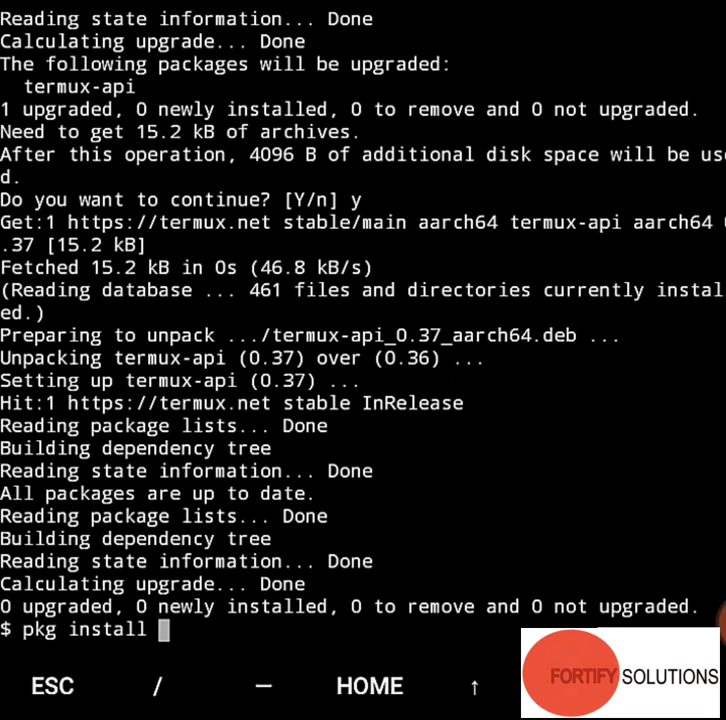 Reading state information... Done
Calculating upgrade... Done
The following packages will be upgraded:
  termux-api
1 upgraded, 0 newly installed, 0 to remove and 0 not upgraded.
Need to get 15.2 kB of archives.
After this operation, 4096 B of additional disk space will be use
d.
Do you want to continue? [Y/n] y
Get:1 https://termux.net stable/main aarch64 termux-api aarch64 0
.37 [15.2 kB]
Fetched 15.2 kB in 0s (46.8 kB/s)
(Reading database ... 461 files and directories currently instal
ed.)
Preparing to unpack .../termux-api_0.37_aarch64.deb ...
Unpacking termux-api (0.37) over (0.36) ...
Setting up termux-api (0.37) ...
Hit:1 https://termux.net stable InRelease
Reading package lists... Done
Building dependency tree
Reading state information... Done
All packages are up to date.
Reading package lists... Done
Building dependency tree
Reading state information... Done
Calculating upgrade... Done
0 upgraded, 0 newly installed, 0 to remove and 0 not upgraded.
$ pkg install
ESC / — HOME ↑
FORTIFY SOLUTIONS